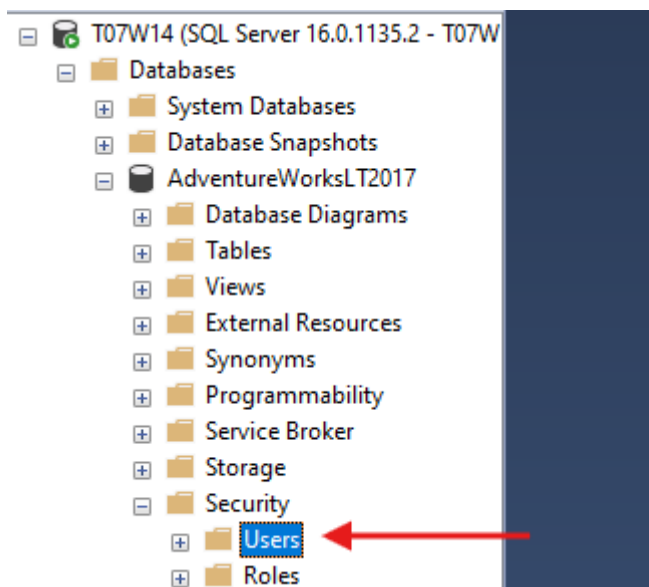 T07W14 (SQL Server 16.0.1135.2 - T07W
Databases
System Databases
Database Snapshots
AdventureWorksLT2017
Database Diagrams
Tables
Views
External Resources
Synonyms
Programmability
Service Broker
Storage
Security
Users
Roles